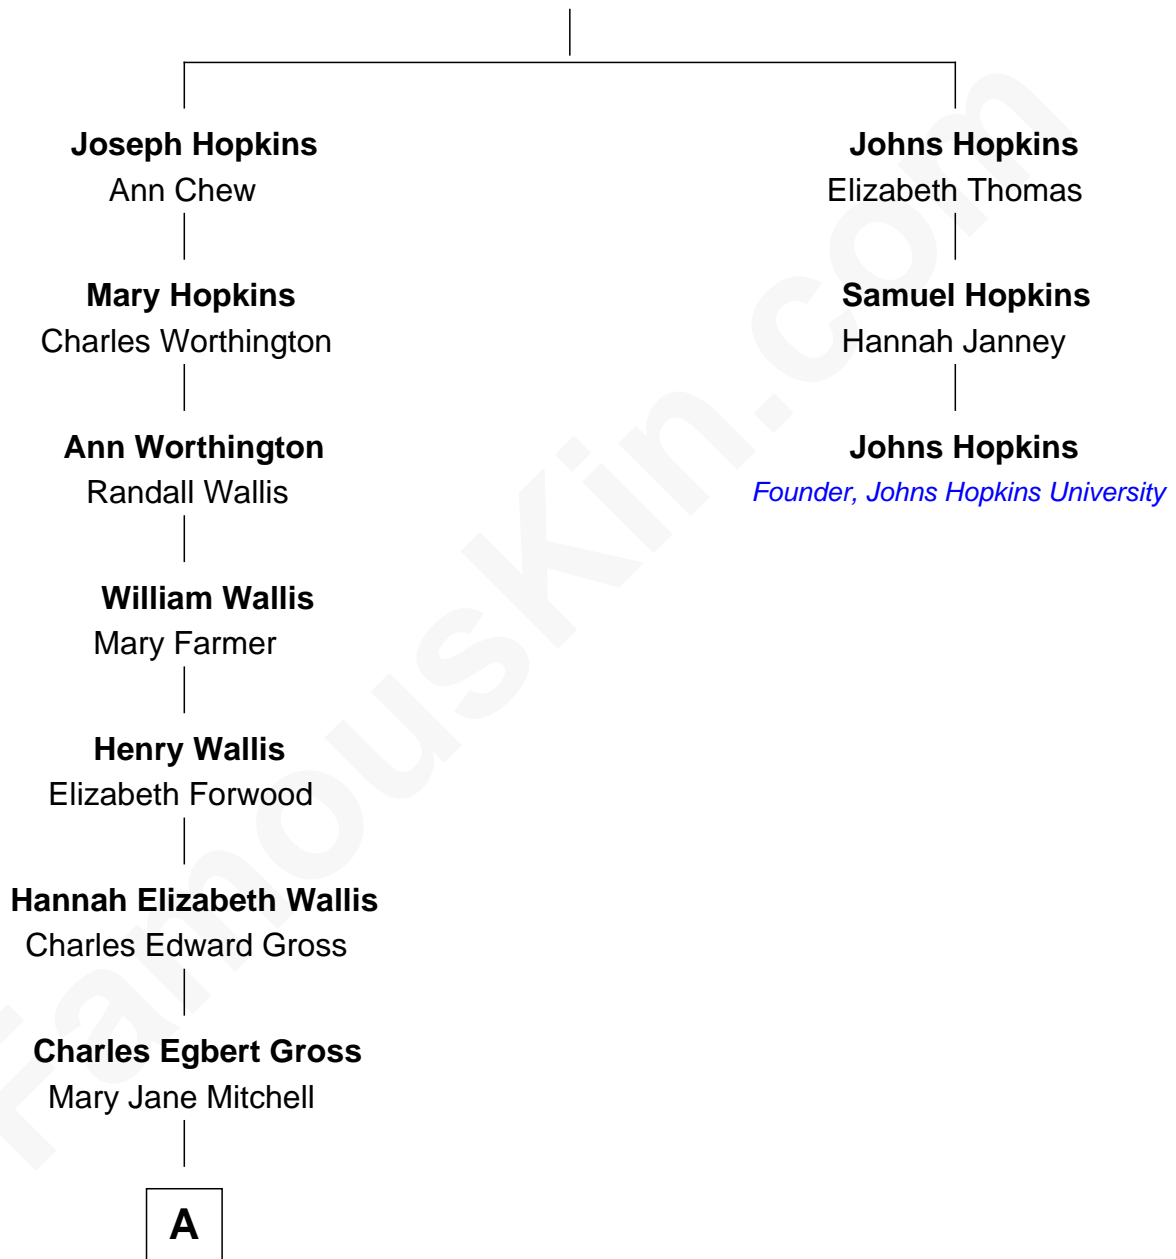 Joseph Hopkins
Ann Chew
Mary Hopkins
Charles Worthington
Ann Worthington
Randall Wallis
William Wallis
Mary Farmer
Henry Wallis
Elizabeth Forwood
Hannah Elizabeth Wallis
Charles Edward Gross
Charles Egbert Gross
Mary Jane Mitchell
A
Johns Hopkins
Elizabeth Thomas
Samuel Hopkins
Hannah Janney
Johns Hopkins
Founder, Johns Hopkins University
FamousKin.com